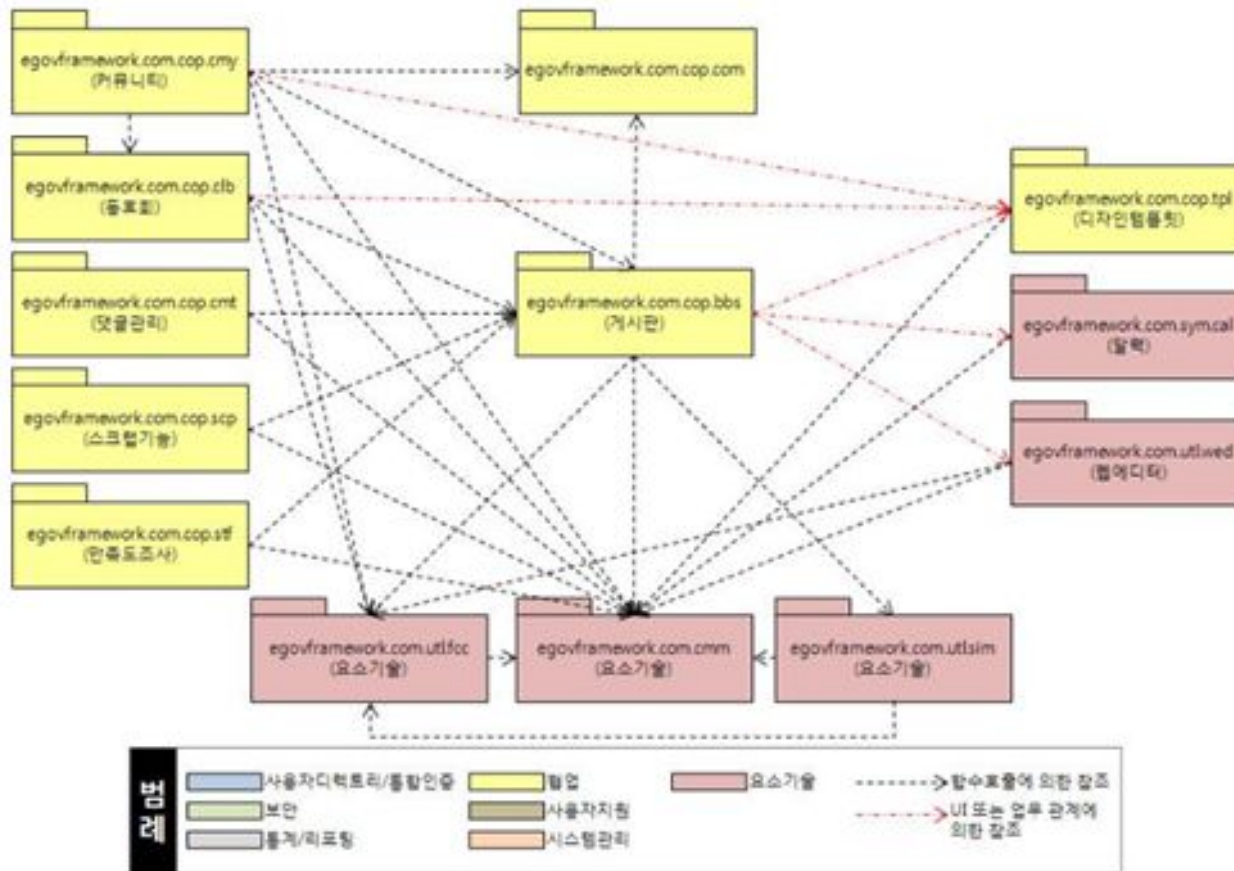 egovframework.com.cop.cmy
(커뮤니티)
egovframework.com.cop.com
egovframework.com.cop.clb
(동호회)
egovframework.com.cop.tpl
(디자인템플릿)
egovframework.com.cop.cmt
(댓글관리)
egovframework.com.cop.bbs
(게시판)
egovframework.com.sym.cal
(달력)
egovframework.com.cop.scp
(스크랩기능)
egovframework.com.utl.wed
(웹에디터)
egovframework.com.cop.stf
(만족도조사)
egovframework.com.utl.fcc
(요소기술)
egovframework.com.cmm
(요소기술)
egovframework.com.utl.sim
(요소기술)
범례
사용자디렉토리/통합인증
협업
요소기술
함수호출에 의한 참조
보안
사용자지원
UI 또는 업무 관계에
의한 참조
통계/리포팅
시스템관리